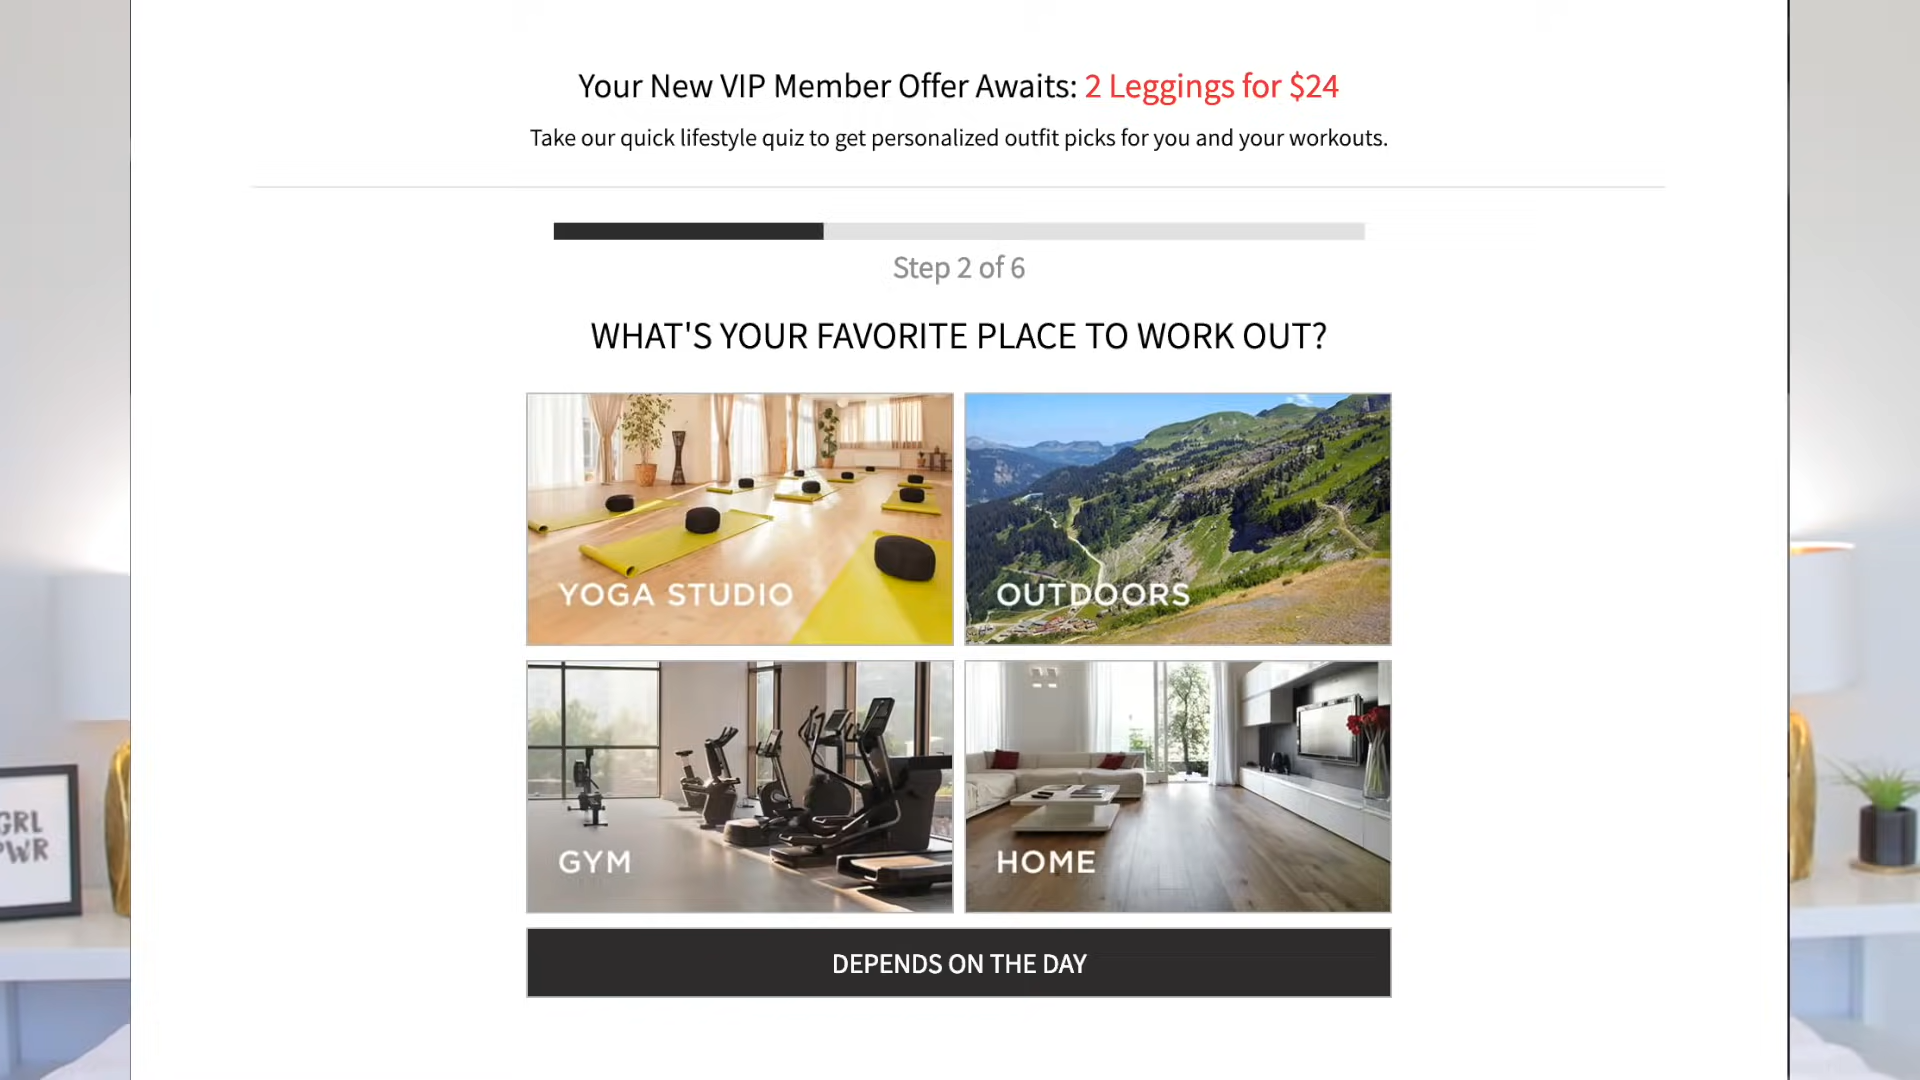 Your New VIP Member Offer Awaits: 2 Leggings for $24
Take our quick lifestyle quiz to get personalized outfit picks for you and your workouts.
Step 2 of 6
WHAT'S YOUR FAVORITE PLACE TO WORK OUT?
YOGA STUDIO
OUTDOORS
GYM
HOME
DEPENDS ON THE DAY
GRL
PWR